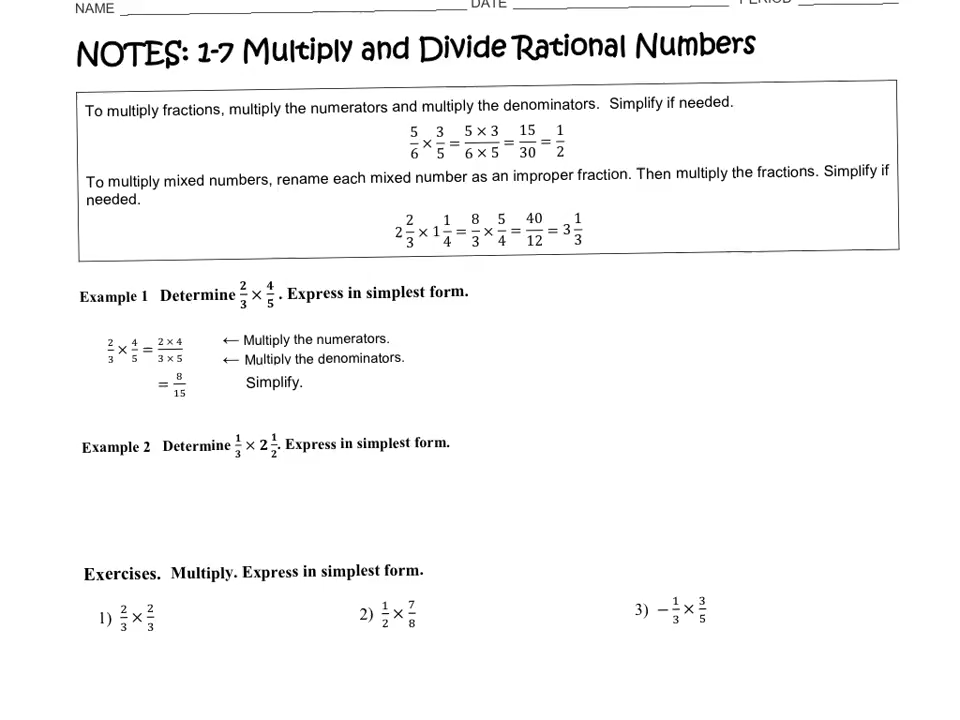 NAME ____ DATE ____ PERIOD ____
NOTES: 1-7 Multiply and Divide Rational Numbers
To multiply fractions, multiply the numerators and multiply the denominators. Simplify if needed.
5/6 × 3/5 = (5 × 3)/(6 × 5) = 15/30 = 1/2
To multiply mixed numbers, rename each mixed number as an improper fraction. Then multiply the fractions. Simplify if
needed.
2 2/3 × 1 1/4 = 8/3 × 5/4 = 40/12 = 3 1/3
Example 1 Determine 2/3 × 4/5 . Express in simplest form.
2/3 × 4/5 = (2 × 4)/(3 × 5) ← Multiply the numerators.
← Multiply the denominators.
= 8/15 Simplify.
Example 2 Determine 1/3 × 2 1/2. Express in simplest form.
Exercises. Multiply. Express in simplest form.
1) 2/3 × 2/3 2) 1/2 × 7/8 3) −1/3 × 3/5